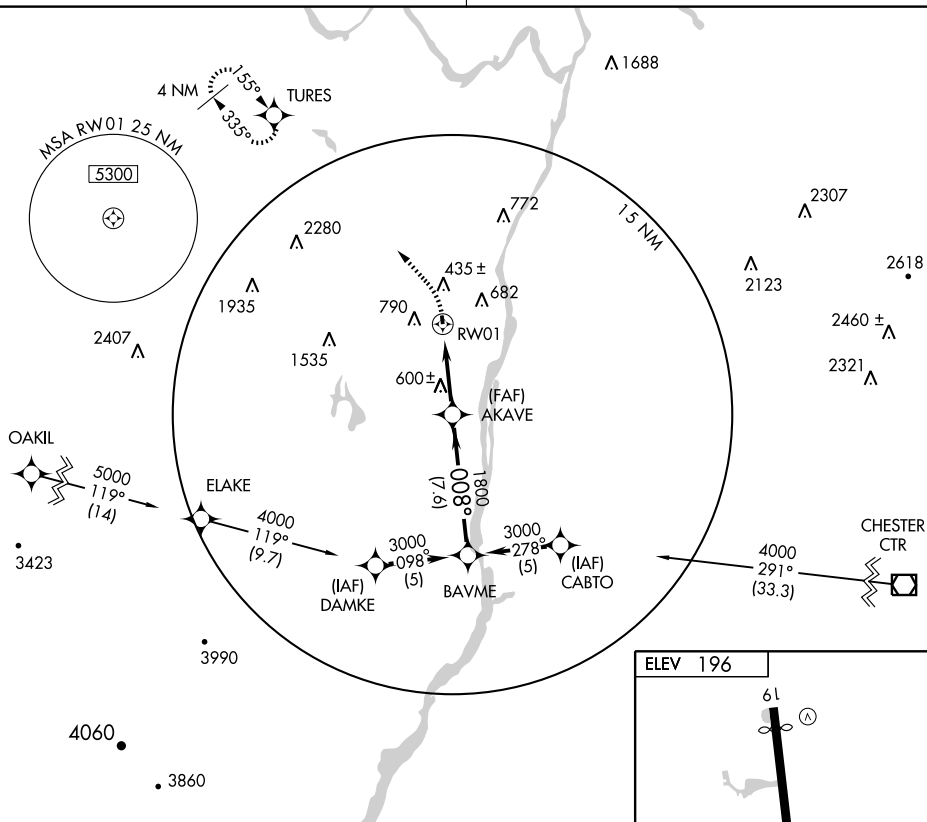 1688
4 NM
155°
335°
TURES
MSA RW01 25 NM
5300
15 NM
772
2307
2280
435 ±
2618
1935
682
2123
790
RW01
2460 ±
2407
1535
2321
600 ±
(FAF)
AKAVE
OAKIL
5000
119°
(14)
ELAKE
1800
008°
(7.6)
4000
119°
(9.7)
3000
098°
(5)
3000
278°
(5)
CHESTER
CTR
4000
291°
(33.3)
3423
(IAF)
DAMKE
BAVME
(IAF)
CABTO
3990
ELEV 196
19
4060
3860